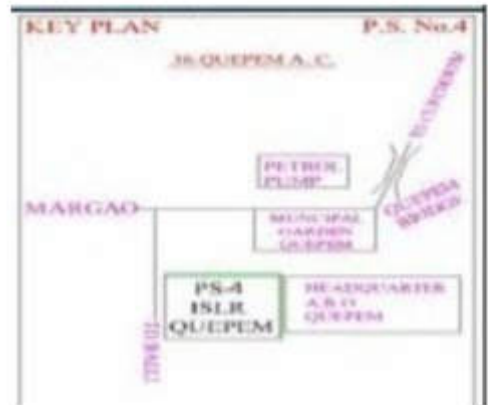 KEY PLAN
P.S. No.4
36 QUEPEM A. C.
PETROL
PUMP
QUEPEM
BRIDGE
MARGAO
MUNCIPAL
GARDEN
QUEPEM
PS-4
ISLR
QUEPEM
HEADQUARTER
A.R.O
QUEPEM